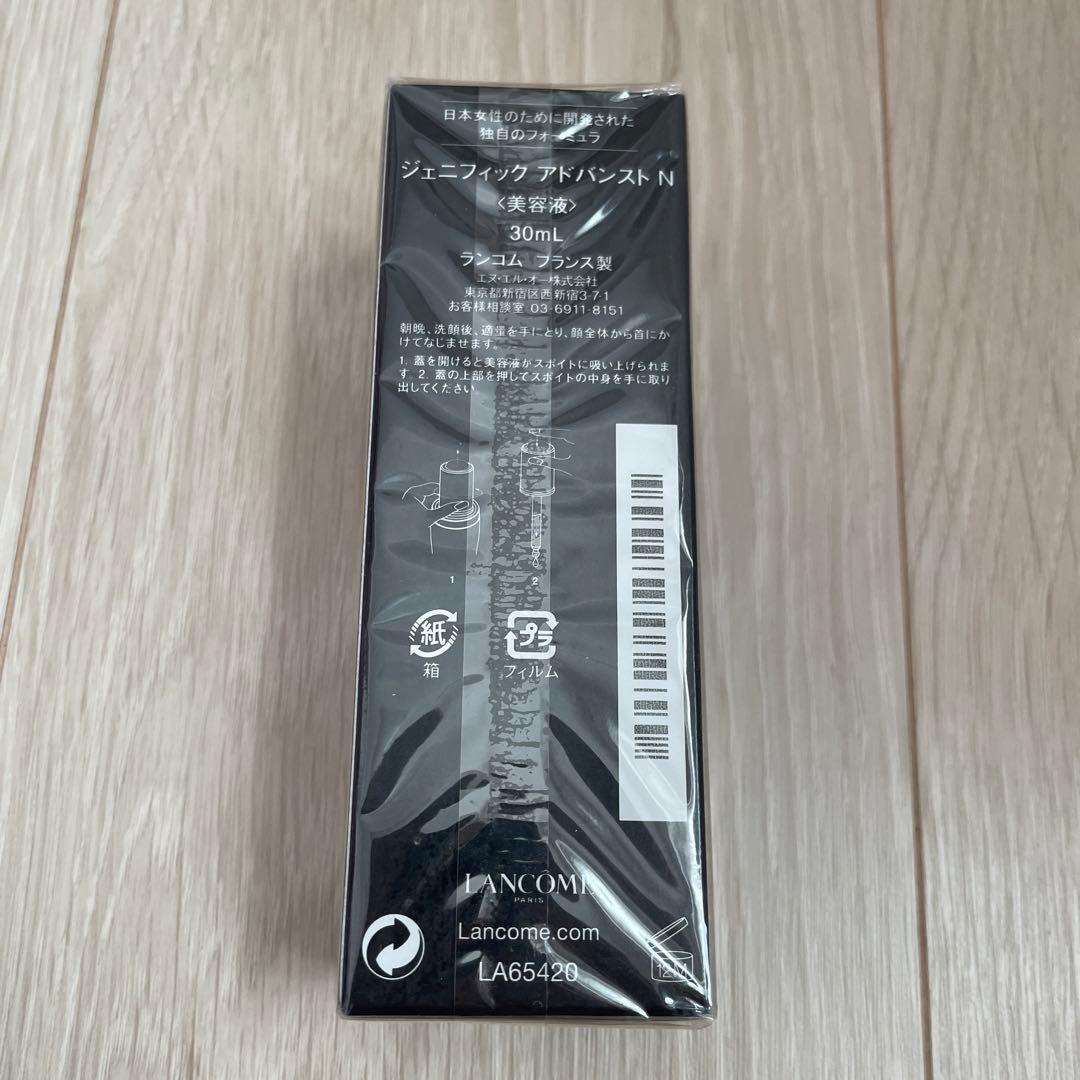 日本女性のために開発された
独自のフォーミュラ
ジェニフィック アドバンスト N
〈美容液〉
30mL
ランコム フランス製
エヌ・エル・オー株式会社
東京都新宿区西新宿3-7-1
お客様相談室 03-6911-8151
朝晩、洗顔後、適量を手にとり、顔全体から首にか
けてなじませます。
1. 蓋を開けると美容液がスポイトに吸い上げられま
す。2. 蓋の上部を押してスポイトの中身を手に取り
出してください
1
2
紙
箱
プラ
フィルム
LANCÔME
PARIS
Lancome.com
LA65420
12M